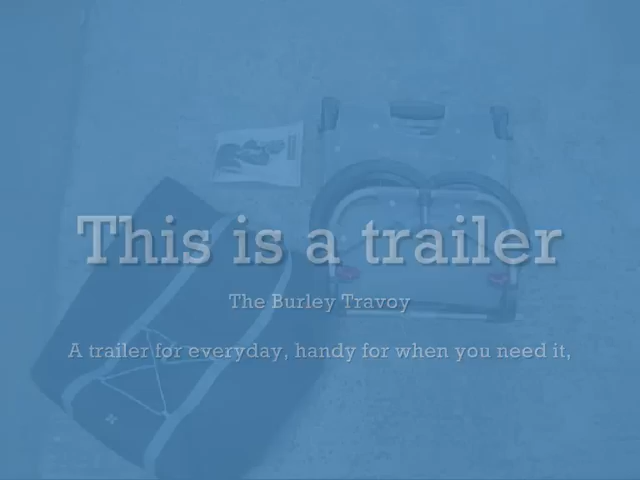 This is a trailer
The Burley Travoy
A trailer for everyday, handy for when you need it,